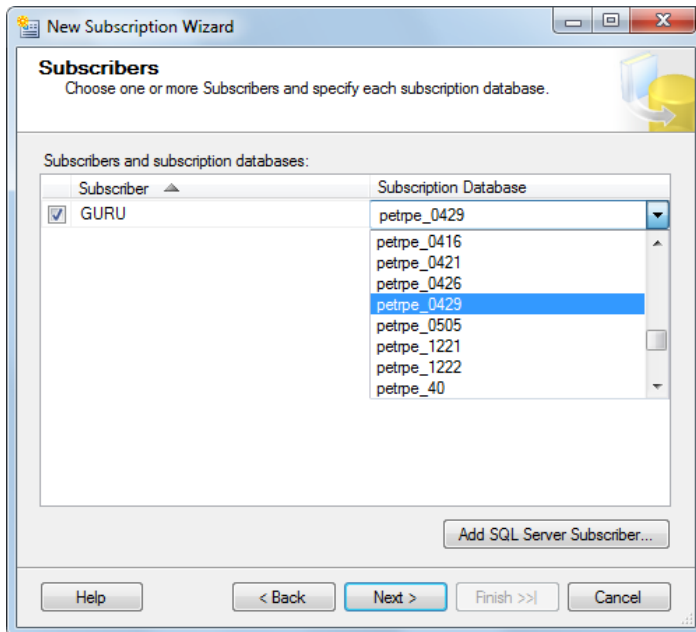 New Subscription Wizard
Subscribers
Choose one or more Subscribers and specify each subscription database.
Subscribers and subscription databases:
Subscriber Subscription Database
GURU petrpe_0429
petrpe_0416
petrpe_0421
petrpe_0426
petrpe_0429
petrpe_0505
petrpe_1221
petrpe_1222
petrpe_40
Add SQL Server Subscriber...
Help < Back Next > Finish >>| Cancel